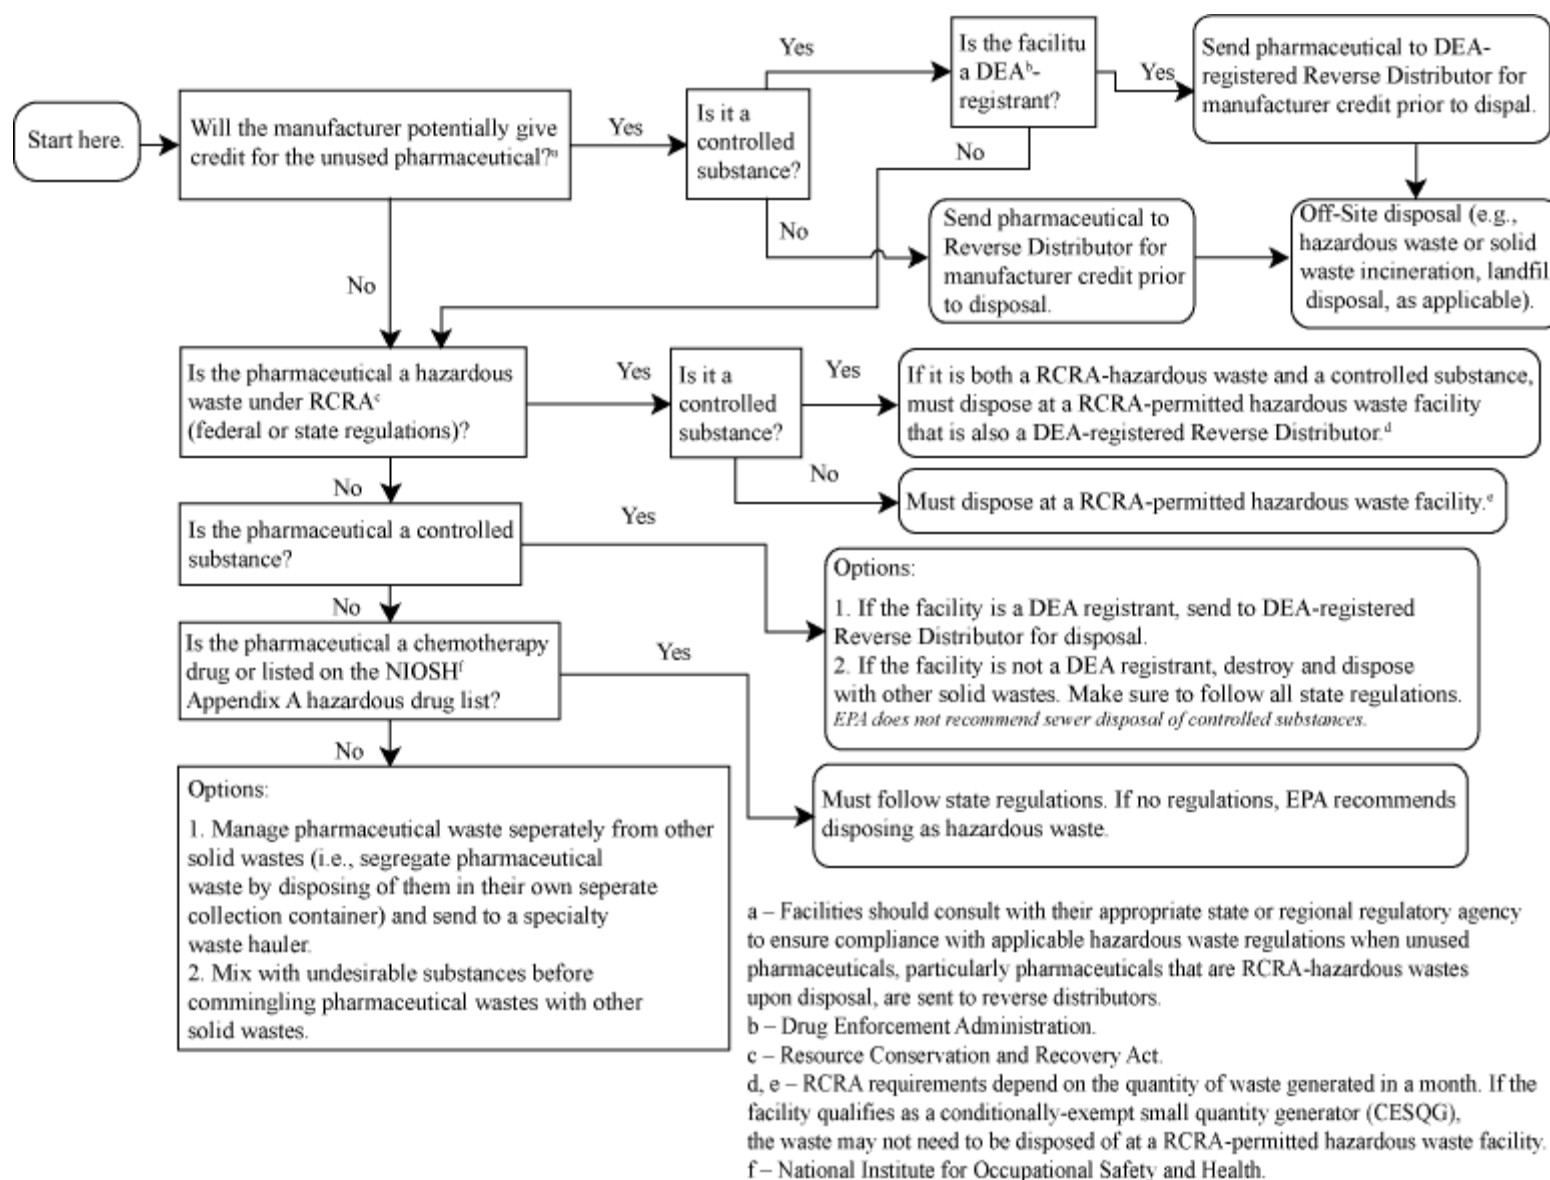 Start here.
Will the manufacturer potentially give
credit for the unused pharmaceutical?ᵃ
Yes
Is it a
controlled
substance?
Yes
Is the facilitu
a DEAᵇ-
registrant?
Yes
Send pharmaceutical to DEA-
registered Reverse Distributor for
manufacturer credit prior to dispal.
No
No
Send pharmaceutical to
Reverse Distributor for
manufacturer credit prior
to disposal.
Off-Site disposal (e.g.,
hazardous waste or solid
waste incineration, landfil
disposal, as applicable).
No
Is the pharmaceutical a hazardous
waste under RCRAᶜ
(federal or state regulations)?
Yes
Is it a
controlled
substance?
Yes
If it is both a RCRA-hazardous waste and a controlled substance,
must dispose at a RCRA-permitted hazardous waste facility
that is also a DEA-registered Reverse Distributor.ᵈ
No
Must dispose at a RCRA-permitted hazardous waste facility.ᵉ
No
Is the pharmaceutical a controlled
substance?
Yes
Options:
1. If the facility is a DEA registrant, send to DEA-registered
Reverse Distributor for disposal.
2. If the facility is not a DEA registrant, destroy and dispose
with other solid wastes. Make sure to follow all state regulations.
EPA does not recommend sewer disposal of controlled substances.
No
Is the pharmaceutical a chemotherapy
drug or listed on the NIOSHᶠ
Appendix A hazardous drug list?
Yes
Must follow state regulations. If no regulations, EPA recommends
disposing as hazardous waste.
No
Options:
1. Manage pharmaceutical waste seperately from other
solid wastes (i.e., segregate pharmaceutical
waste by disposing of them in their own seperate
collection container) and send to a specialty
waste hauler.
2. Mix with undesirable substances before
commingling pharmaceutical wastes with other
solid wastes.
a – Facilities should consult with their appropriate state or regional regulatory agency
to ensure compliance with applicable hazardous waste regulations when unused
pharmaceuticals, particularly pharmaceuticals that are RCRA-hazardous wastes
upon disposal, are sent to reverse distributors.
b – Drug Enforcement Administration.
c – Resource Conservation and Recovery Act.
d, e – RCRA requirements depend on the quantity of waste generated in a month. If the
facility qualifies as a conditionally-exempt small quantity generator (CESQG),
the waste may not need to be disposed of at a RCRA-permitted hazardous waste facility.
f – National Institute for Occupational Safety and Health.